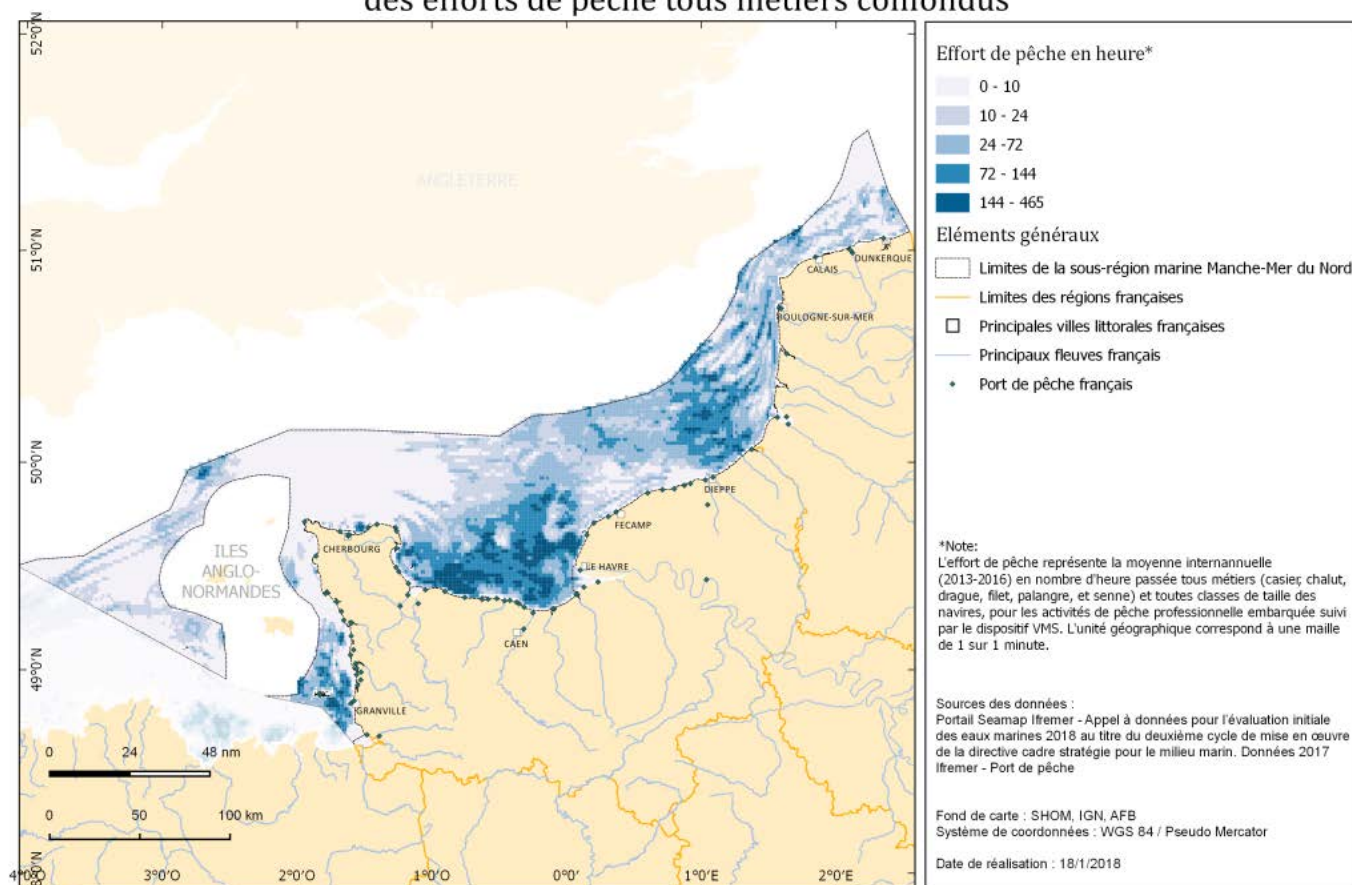 des efforts de pêche tous métiers confondus
52°0'N
51°0'N
50°0'N
49°0'N
4°0'O
3°0'O
2°0'O
1°0'O
0°0'
1°0'E
2°0'E
ANGLETERRE
CALAIS
DUNKERQUE
BOULOGNE-SUR-MER
DIEPPE
FECAMP
LE HAVRE
CHERBOURG
CAEN
GRANVILLE
ILES
ANGLO-
NORMANDES
0 24 48 nm
0 50 100 km
Effort de pêche en heure*
0 - 10
10 - 24
24 -72
72 - 144
144 - 465
Eléments généraux
Limites de la sous-région marine Manche-Mer du Nord
Limites des régions françaises
Principales villes littorales françaises
Principaux fleuves français
Port de pêche français
*Note:
L'effort de pêche représente la moyenne internannuelle
(2013-2016) en nombre d'heure passée tous métiers (casier, chalut,
drague, filet, palangre, et senne) et toutes classes de taille des
navires, pour les activités de pêche professionnelle embarquée suivi
par le dispositif VMS. L'unité géographique correspond à une maille
de 1 sur 1 minute.
Sources des données :
Portail Seamap Ifremer - Appel à données pour l'évaluation initiale
des eaux marines 2018 au titre du deuxième cycle de mise en œuvre
de la directive cadre stratégie pour le milieu marin. Données 2017
Ifremer - Port de pêche
Fond de carte : SHOM, IGN, AFB
Système de coordonnées : WGS 84 / Pseudo Mercator
Date de réalisation : 18/1/2018